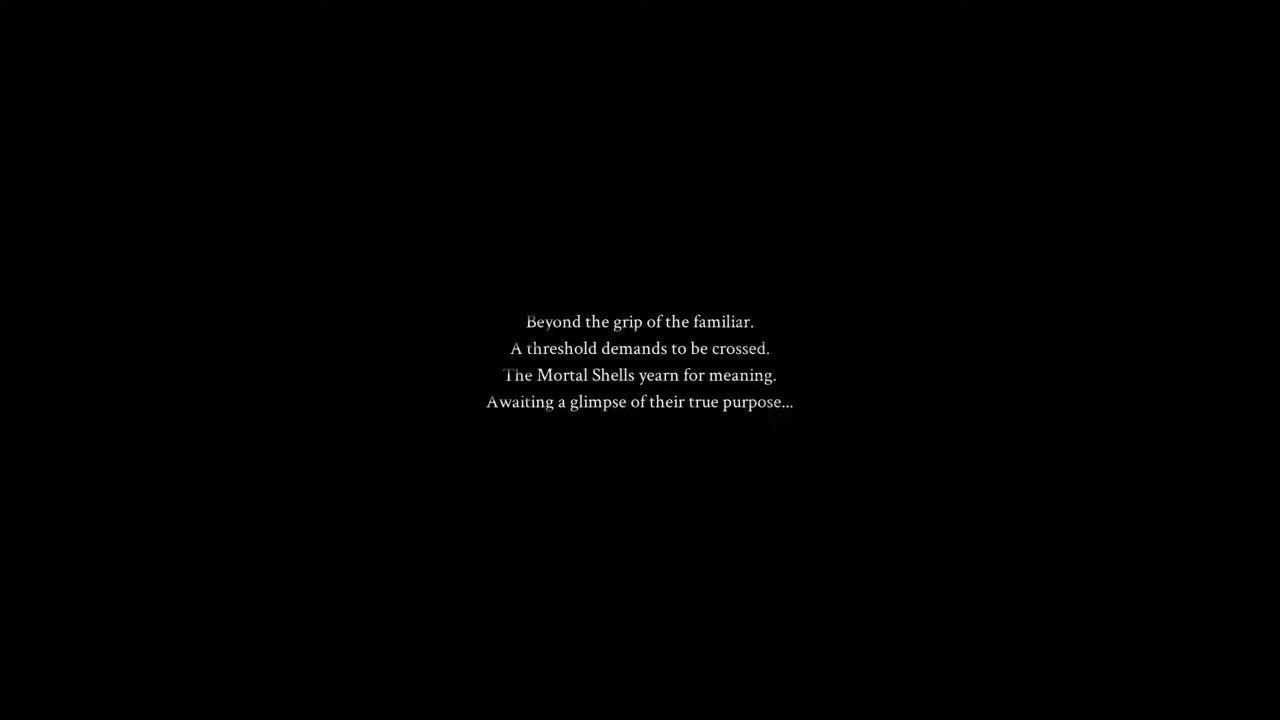 Beyond the grip of the familiar.
A threshold demands to be crossed.
The Mortal Shells yearn for meaning.
Awaiting a glimpse of their true purpose...